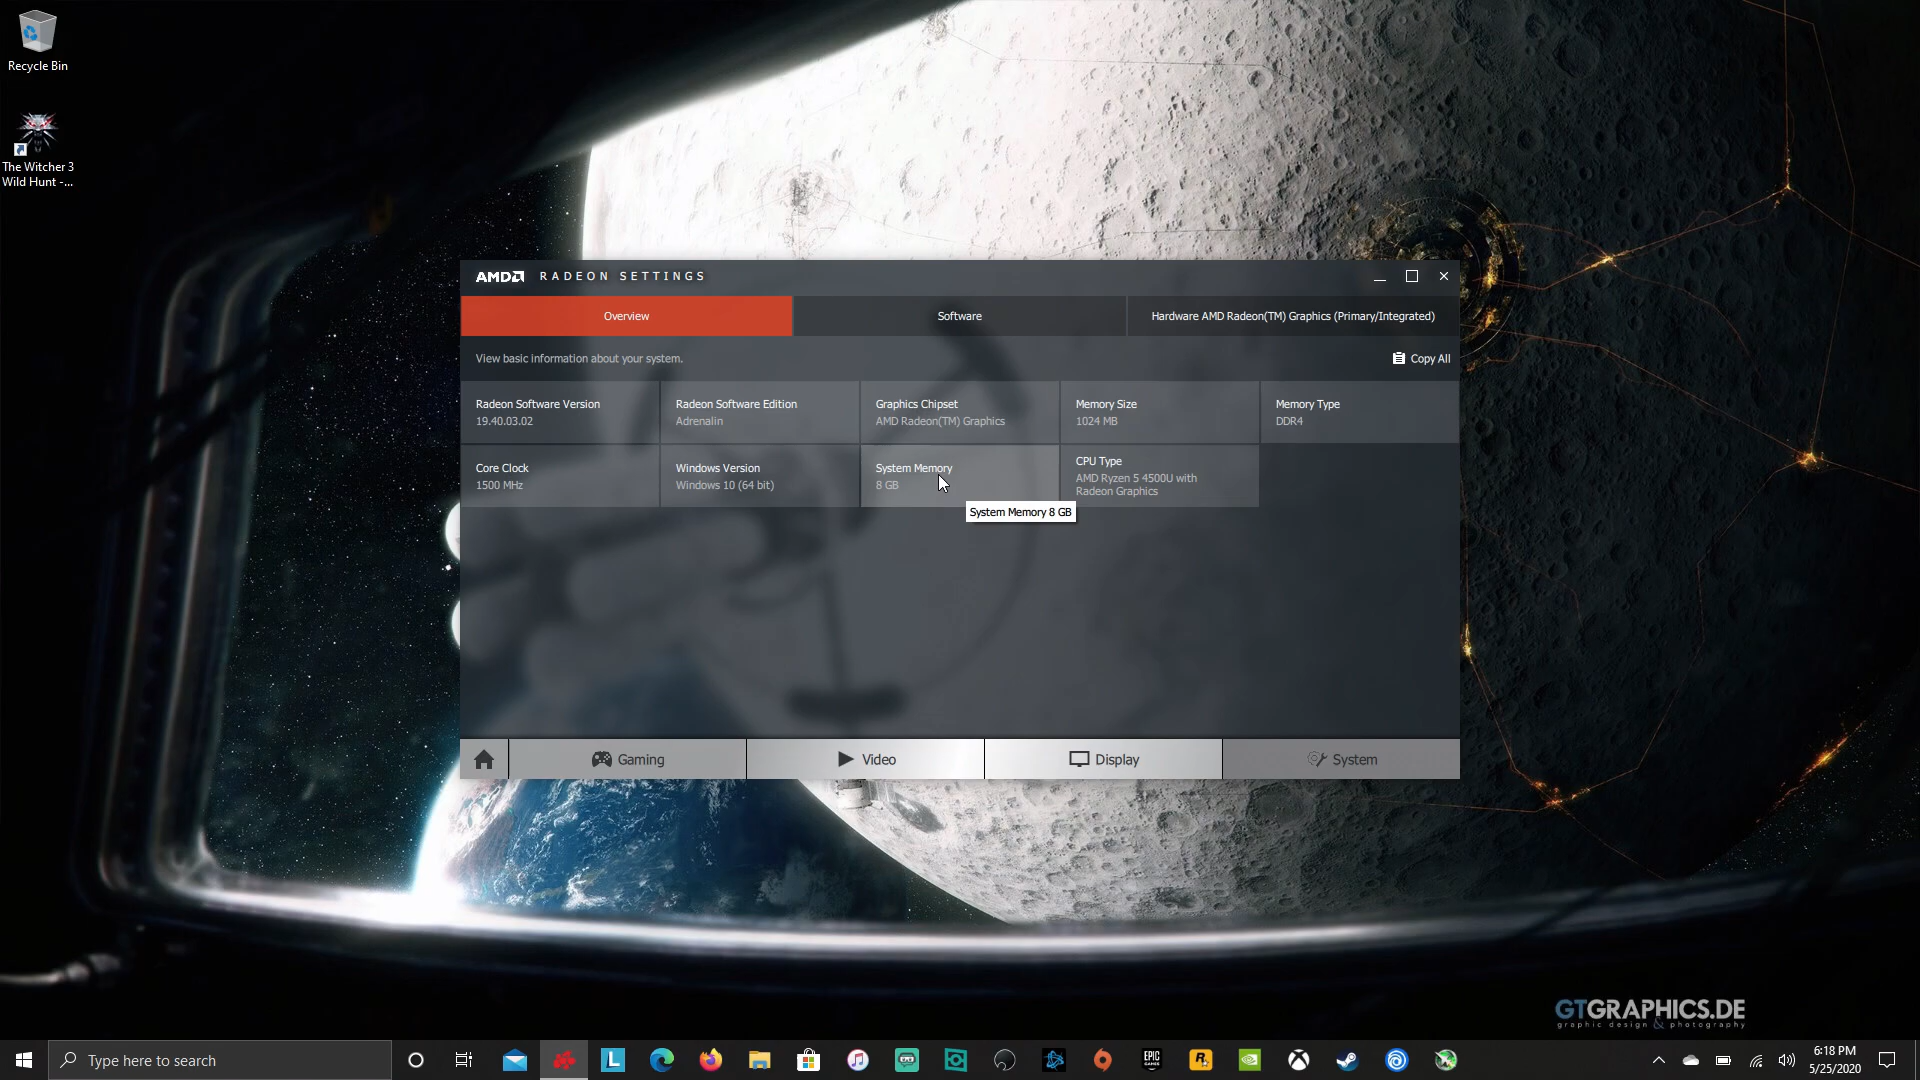 Recycle Bin
The Witcher 3
Wild Hunt -...
AMD RADEON SETTINGS
Overview
Software
Hardware AMD Radeon(TM) Graphics (Primary/Integrated)
View basic information about your system.
Copy All
Radeon Software Version
19.40.03.02
Radeon Software Edition
Adrenalin
Graphics Chipset
AMD Radeon(TM) Graphics
Memory Size
1024 MB
Memory Type
DDR4
Core Clock
1500 MHz
Windows Version
Windows 10 (64 bit)
System Memory
8 GB
CPU Type
AMD Ryzen 5 4500U with
Radeon Graphics
System Memory 8 GB
Gaming
Video
Display
System
GTGRAPHICS.DE
graphic design & photography
Type here to search
L
EPIC
GAMES
R
6:18 PM
5/25/2020